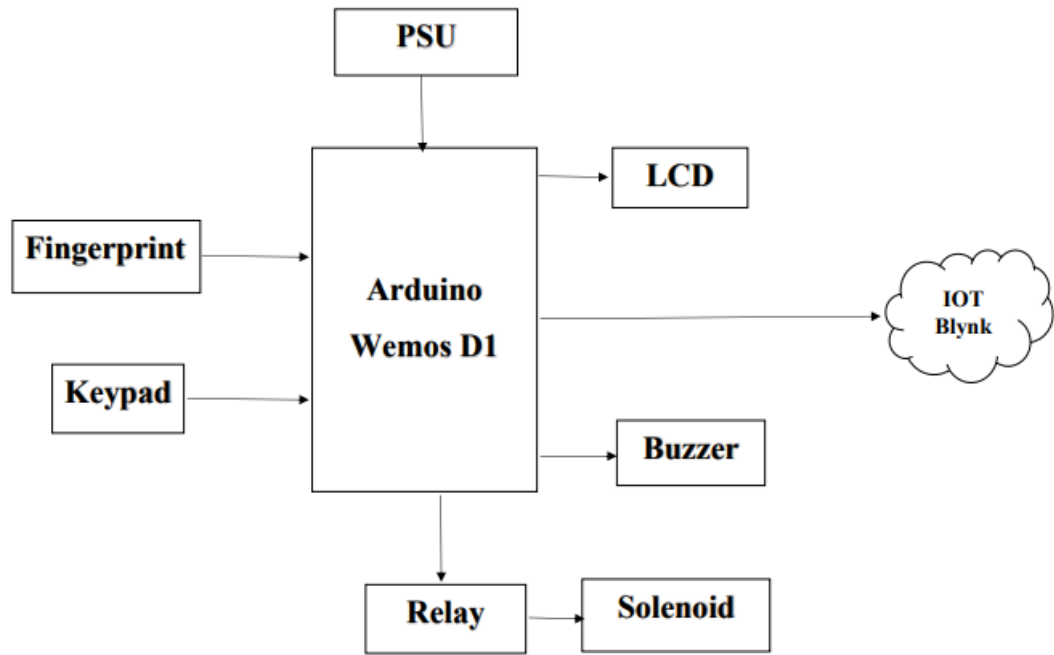 PSU
LCD
Fingerprint
Arduino
Wemos D1
IOT
Blynk
Keypad
Buzzer
Relay
Solenoid